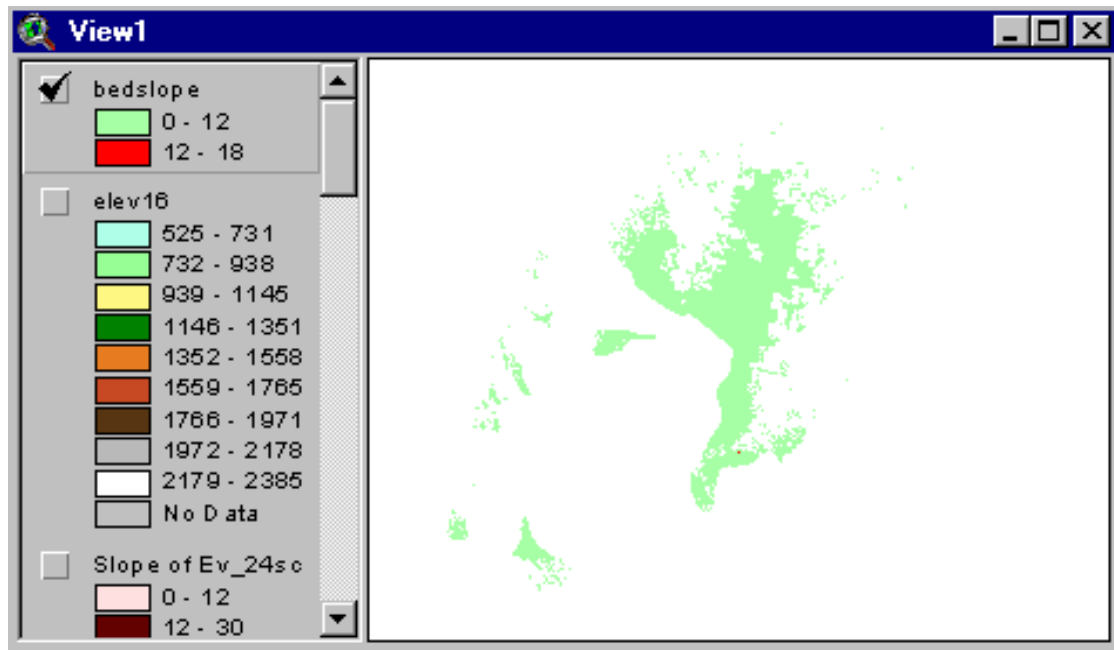 View1
bedslope
0 - 12
12 - 18
elev16
525 - 731
732 - 938
939 - 1145
1146 - 1351
1352 - 1558
1559 - 1765
1766 - 1971
1972 - 2178
2179 - 2385
No Data
Slope of Ev_24sc
0 - 12
12 - 30